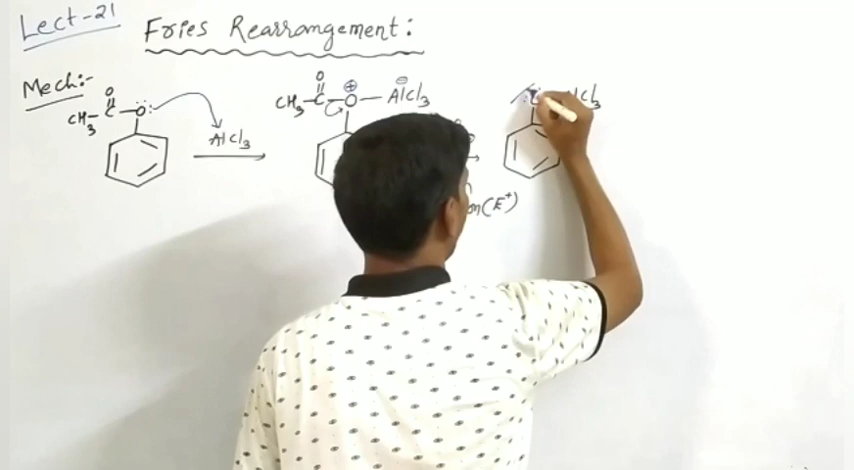 Lect-21
Fries Rearrangement:
Mech:-
O
CH3-C-O:
AlCl3
O ⊕ ⊖
CH3-C-O-AlCl3
(E+)